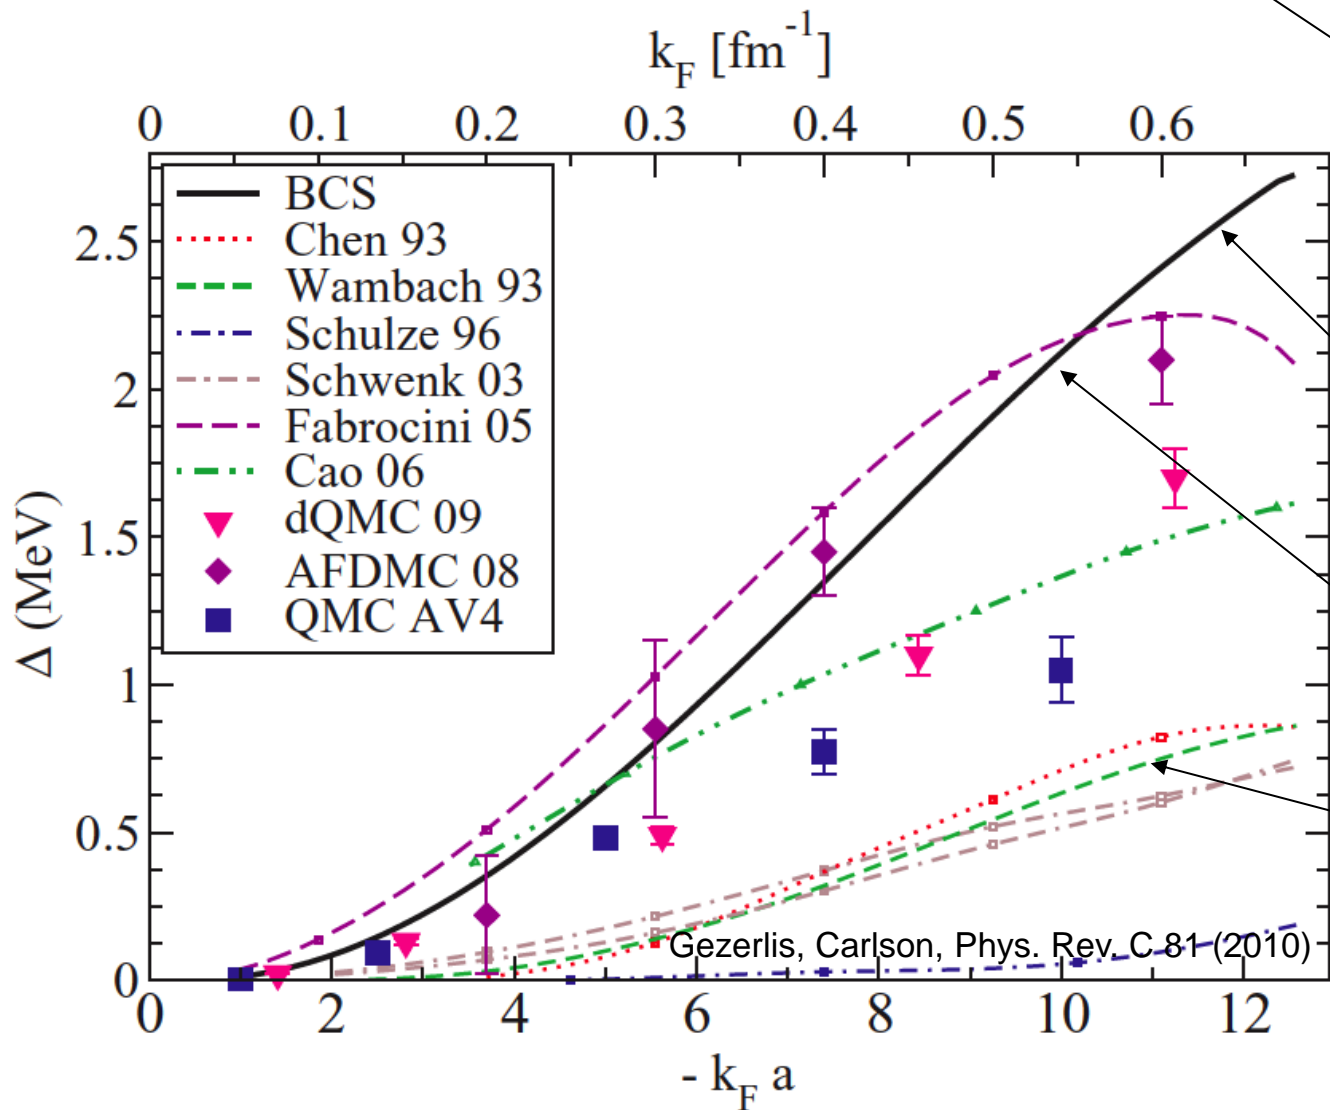 k_F [fm^-1]
0 0.1 0.2 0.3 0.4 0.5 0.6
BCS
Chen 93
Wambach 93
Schulze 96
Schwenk 03
Fabrocini 05
Cao 06
dQMC 09
AFDMC 08
QMC AV4
2.5
2
1.5
1
0.5
0
Δ (MeV)
Gezerlis, Carlson, Phys. Rev. C 81 (2010)
0 2 4 6 8 10 12
- k_F a